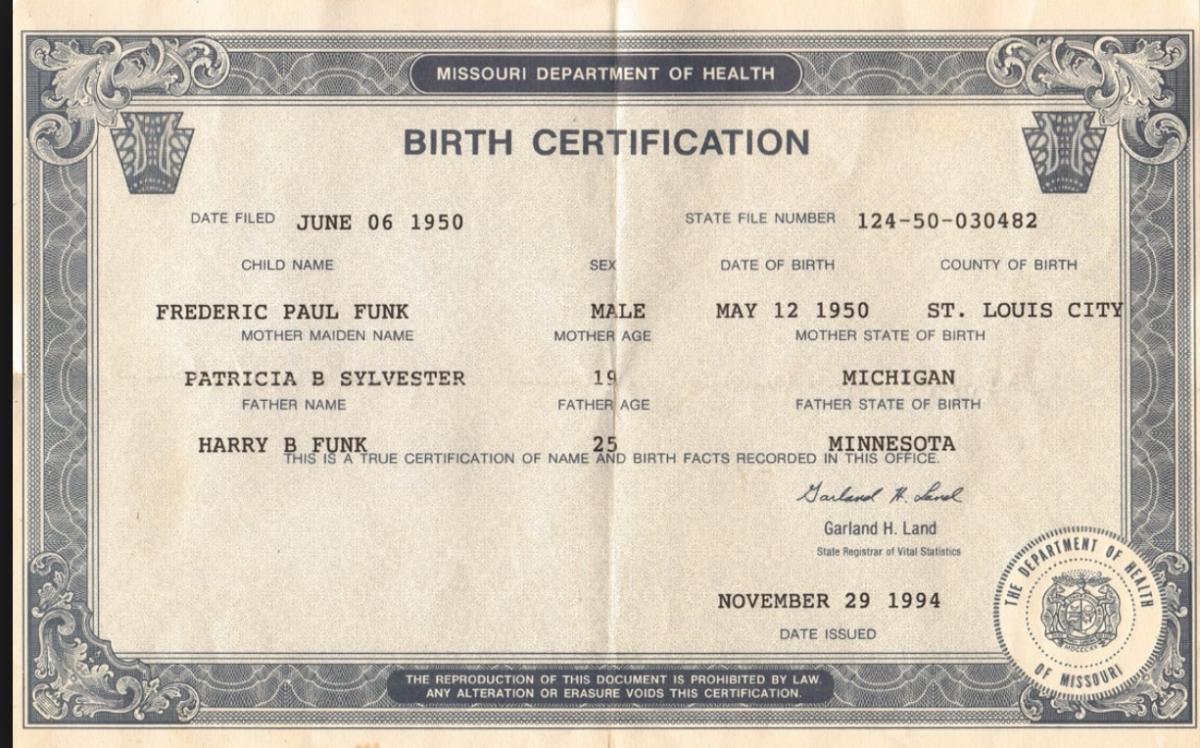 MISSOURI DEPARTMENT OF HEALTH
BIRTH CERTIFICATION
DATE FILED JUNE 06 1950 STATE FILE NUMBER 124-50-030482
CHILD NAME SEX DATE OF BIRTH COUNTY OF BIRTH
FREDERIC PAUL FUNK MALE MAY 12 1950 ST. LOUIS CITY
MOTHER MAIDEN NAME MOTHER AGE MOTHER STATE OF BIRTH
PATRICIA B SYLVESTER 19 MICHIGAN
FATHER NAME FATHER AGE FATHER STATE OF BIRTH
HARRY B FUNK 25 MINNESOTA
THIS IS A TRUE CERTIFICATION OF NAME AND BIRTH FACTS RECORDED IN THIS OFFICE.
Garland H. Land
Garland H. Land
State Registrar of Vital Statistics
NOVEMBER 29 1994
DATE ISSUED
THE DEPARTMENT OF HEALTH
OF MISSOURI
THE REPRODUCTION OF THIS DOCUMENT IS PROHIBITED BY LAW.
ANY ALTERATION OR ERASURE VOIDS THIS CERTIFICATION.